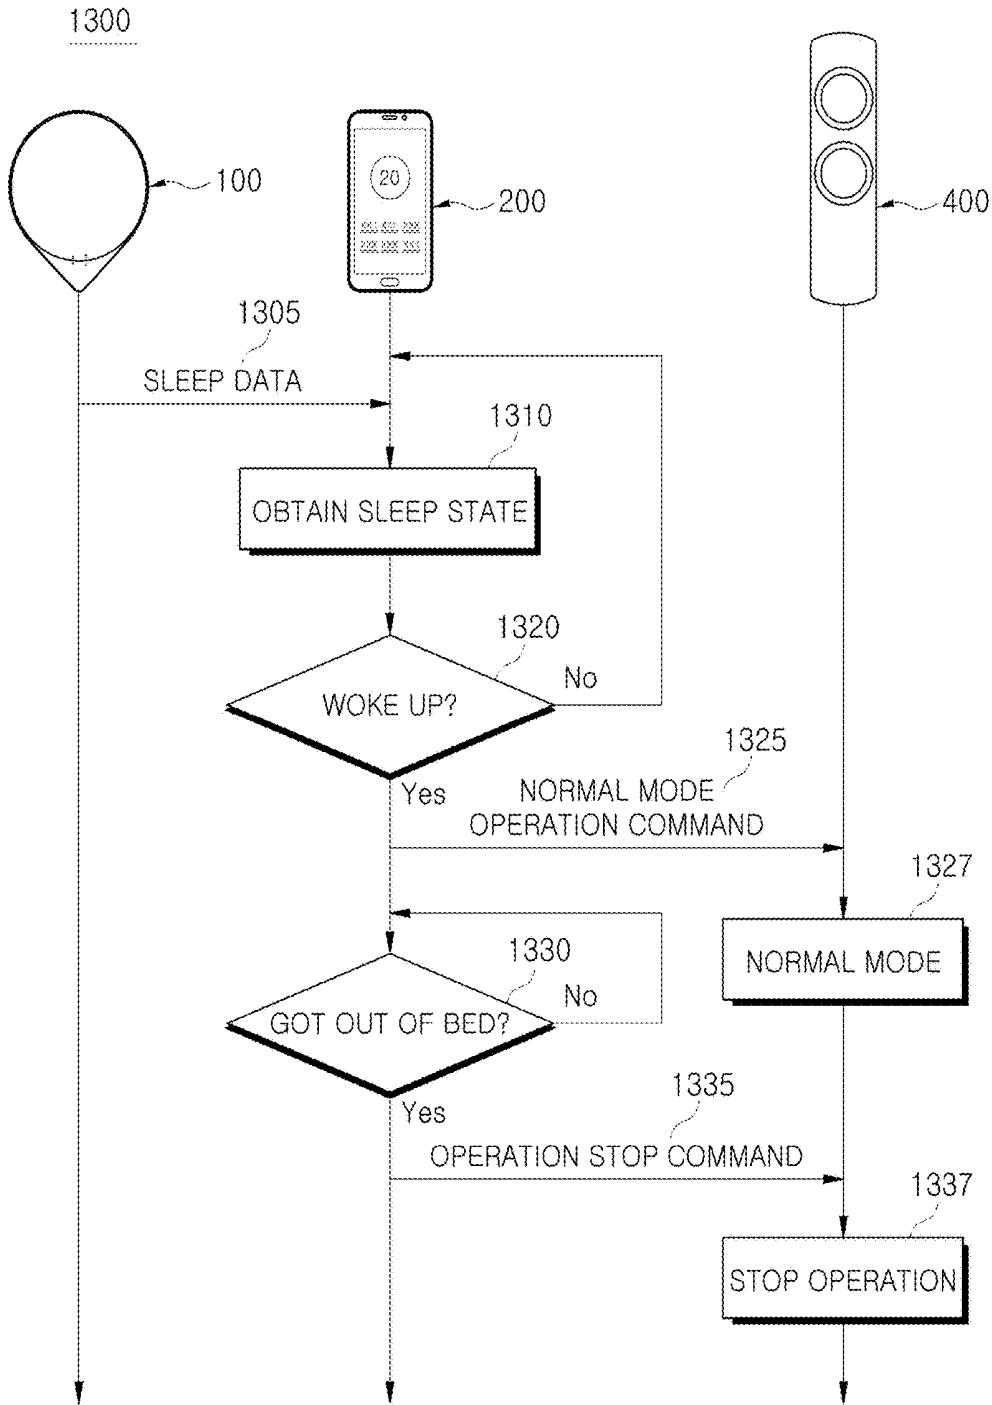 1300
100
20
200
400
1305
SLEEP DATA
1310
OBTAIN SLEEP STATE
1320
WOKE UP?
No
Yes
1325
NORMAL MODE
OPERATION COMMAND
1327
NORMAL MODE
1330
GOT OUT OF BED?
No
Yes
1335
OPERATION STOP COMMAND
1337
STOP OPERATION